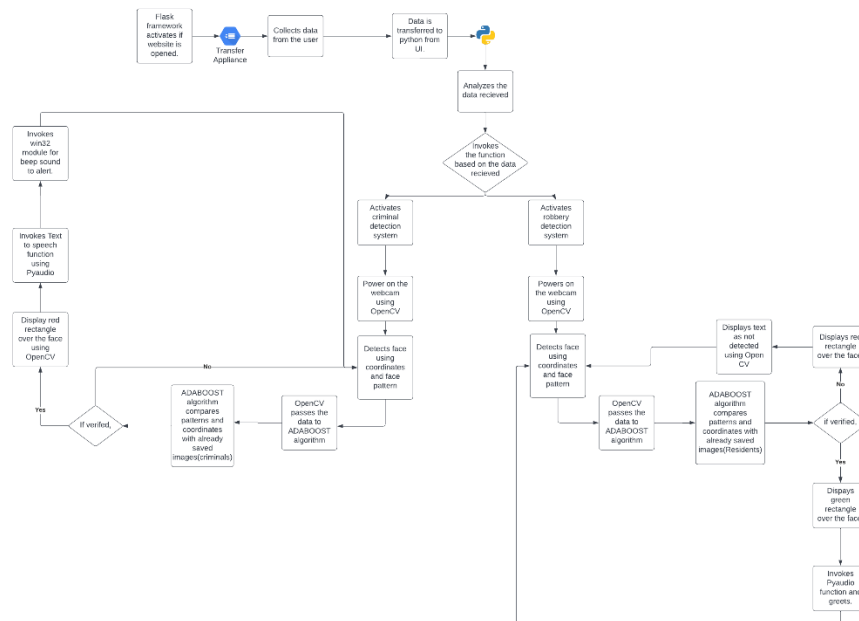 Flask
framework
activates if
website is
opened.
Transfer
Appliance
Collects data
from the user
Data is
transferred to
python from
UI.
Analyzes the
data recieved
Invokes
the function
based on the data
recieved
Activates
criminal
detection
system
Activates
robbery
detection
system
Power on the
webcam
using
OpenCV
Powers on
the webcam
using
OpenCV
Detects face
using
coordinates
and face
pattern
Detects face
using
coordinates
and face
pattern
OpenCV
passes the
data to
ADABOOST
algorithm
ADABOOST
algorithm
compares
patterns and
coordinates
with already
saved
images(criminals)
If verifed,
No
Yes
Display red
rectangle
over the face
using
OpenCV
Invokes Text
to speech
function
using
Pyaudio
Invokes
win32
module for
beep sound
to alert.
OpenCV
passes the
data to
ADABOOST
algorithm
ADABOOST
algorithm
compares
patterns and
coordinates
with already
saved
images(Residents)
if verifed,
No
Displays red
rectangle
over the face
Displays text
as not
detected
using Open
CV
Yes
Displays
green
rectangle
over the face
Invokes
Pyaudio
function and
greets.